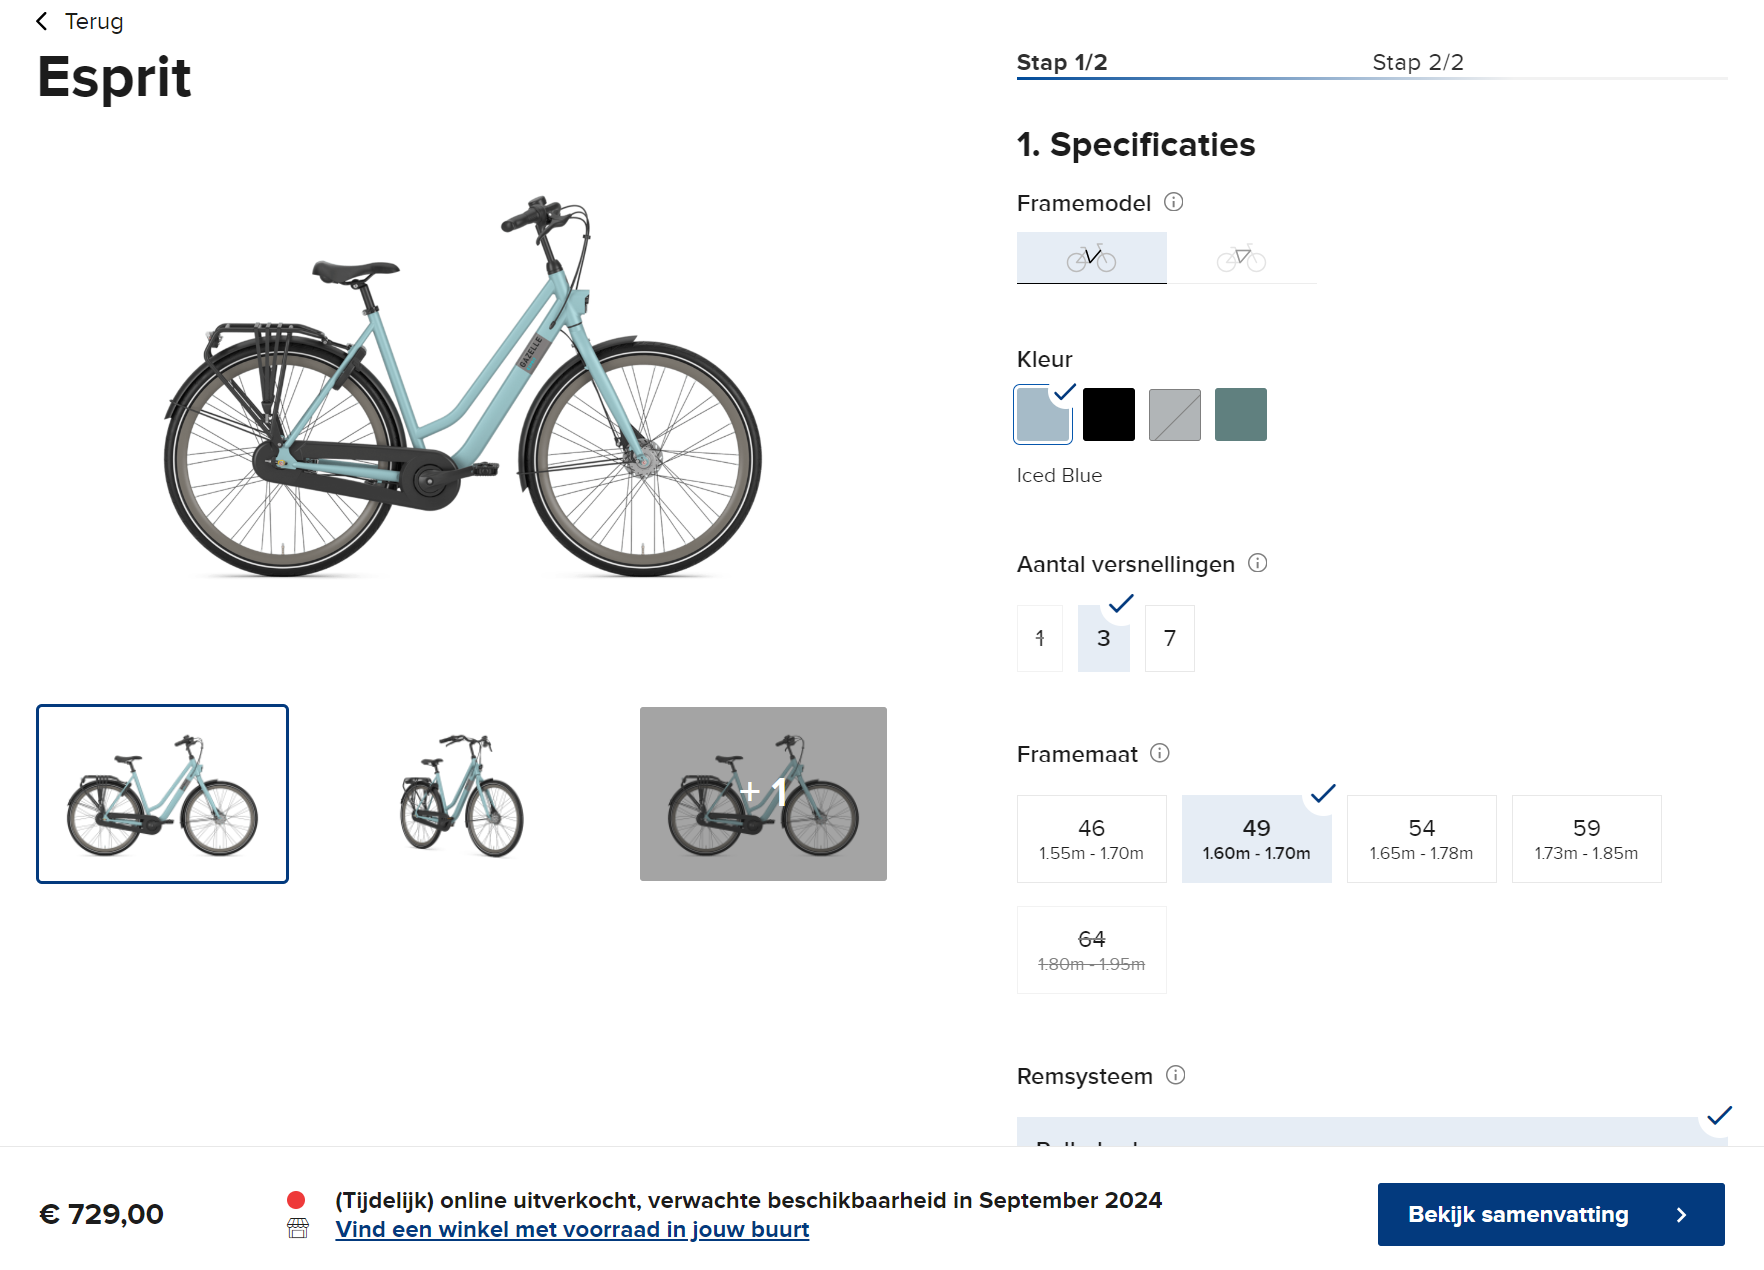 Terug
Esprit
Stap 1/2
Stap 2/2
1. Specificaties
Framemodel
Kleur
Iced Blue
Aantal versnellingen
1
3
7
Framemaat
46
1.55m - 1.70m
49
1.60m - 1.70m
54
1.65m - 1.78m
59
1.73m - 1.85m
64
1.80m - 1.95m
Remsysteem
GAZELLE
+ 1
€ 729,00
(Tijdelijk) online uitverkocht, verwachte beschikbaarheid in September 2024
Vind een winkel met voorraad in jouw buurt
Bekijk samenvatting